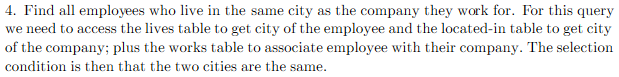 4. Find all employees who live in the same city as the company they work for. For this query
we need to access the lives table to get city of the employee and the located-in table to get city
of the company; plus the works table to associate employee with their company. The selection
condition is then that the two cities are the same.